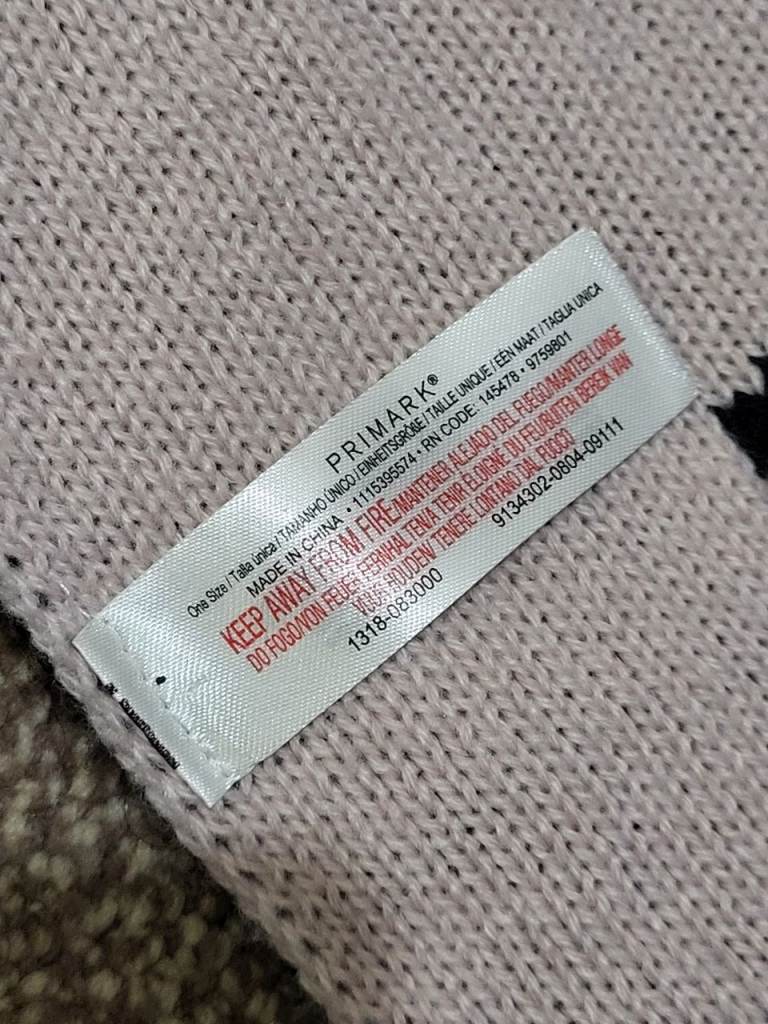 PRIMARK®
One Size / Talla única / TAMANHO ÚNICO / EINHEITSGRÖßE / TAILLE UNIQUE / EÉN MAAT / TAGLIA UNICA
MADE IN CHINA • 1115395574 • RN CODE: 145478 • 9759801
KEEP AWAY FROM FIRE/MANTENER ALEJADO DEL FUEGO/MANTER LONGE
DO FOGO/VON FEUER FERNHALTEN/A TENIR ÉLOIGNÉ DU FEU/BUITEN BEREIK VAN
VUUR HOUDEN/ TENERE LONTANO DAL FUOCO
1318-083000 9134302-0804-09111